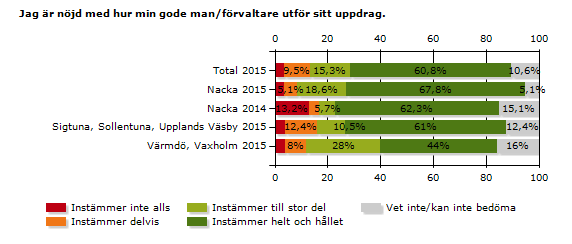 Jag är nöjd med hur min gode man/förvaltare utför sitt uppdrag.
0 20 40 60 80 100
Total 2015 9,5% 15,3% 60,8% 10,6%
Nacka 2015 5,1% 18,6% 67,8% 5,1%
Nacka 2014 13,2% 5,7% 62,3% 15,1%
Sigtuna, Sollentuna, Upplands Väsby 2015 12,4% 10,5% 61% 12,4%
Värmdö, Vaxholm 2015 8% 28% 44% 16%
0 20 40 60 80 100
Instämmer inte alls Instämmer till stor del Vet inte/kan inte bedöma
Instämmer delvis Instämmer helt och hållet